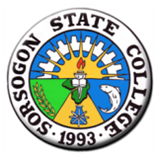 SORSOGON STATE COLLEGE
· 1993 ·